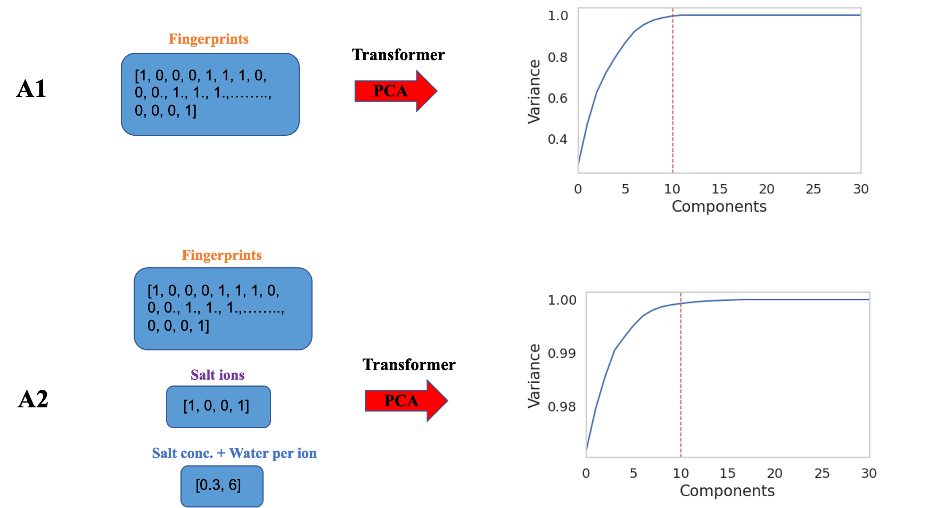 A1
Fingerprints
[1, 0, 0, 0, 1, 1, 1, 0,
0, 0., 1., 1., 1.,........,
0, 0, 0, 1]
Transformer
PCA
Variance
1.0
0.8
0.6
0.4
0 5 10 15 20 25 30
Components
A2
Fingerprints
[1, 0, 0, 0, 1, 1, 1, 0,
0, 0., 1., 1., 1.,........,
0, 0, 0, 1]
Salt ions
[1, 0, 0, 1]
Salt conc. + Water per ion
[0.3, 6]
Transformer
PCA
Variance
1.00
0.99
0.98
0 5 10 15 20 25 30
Components